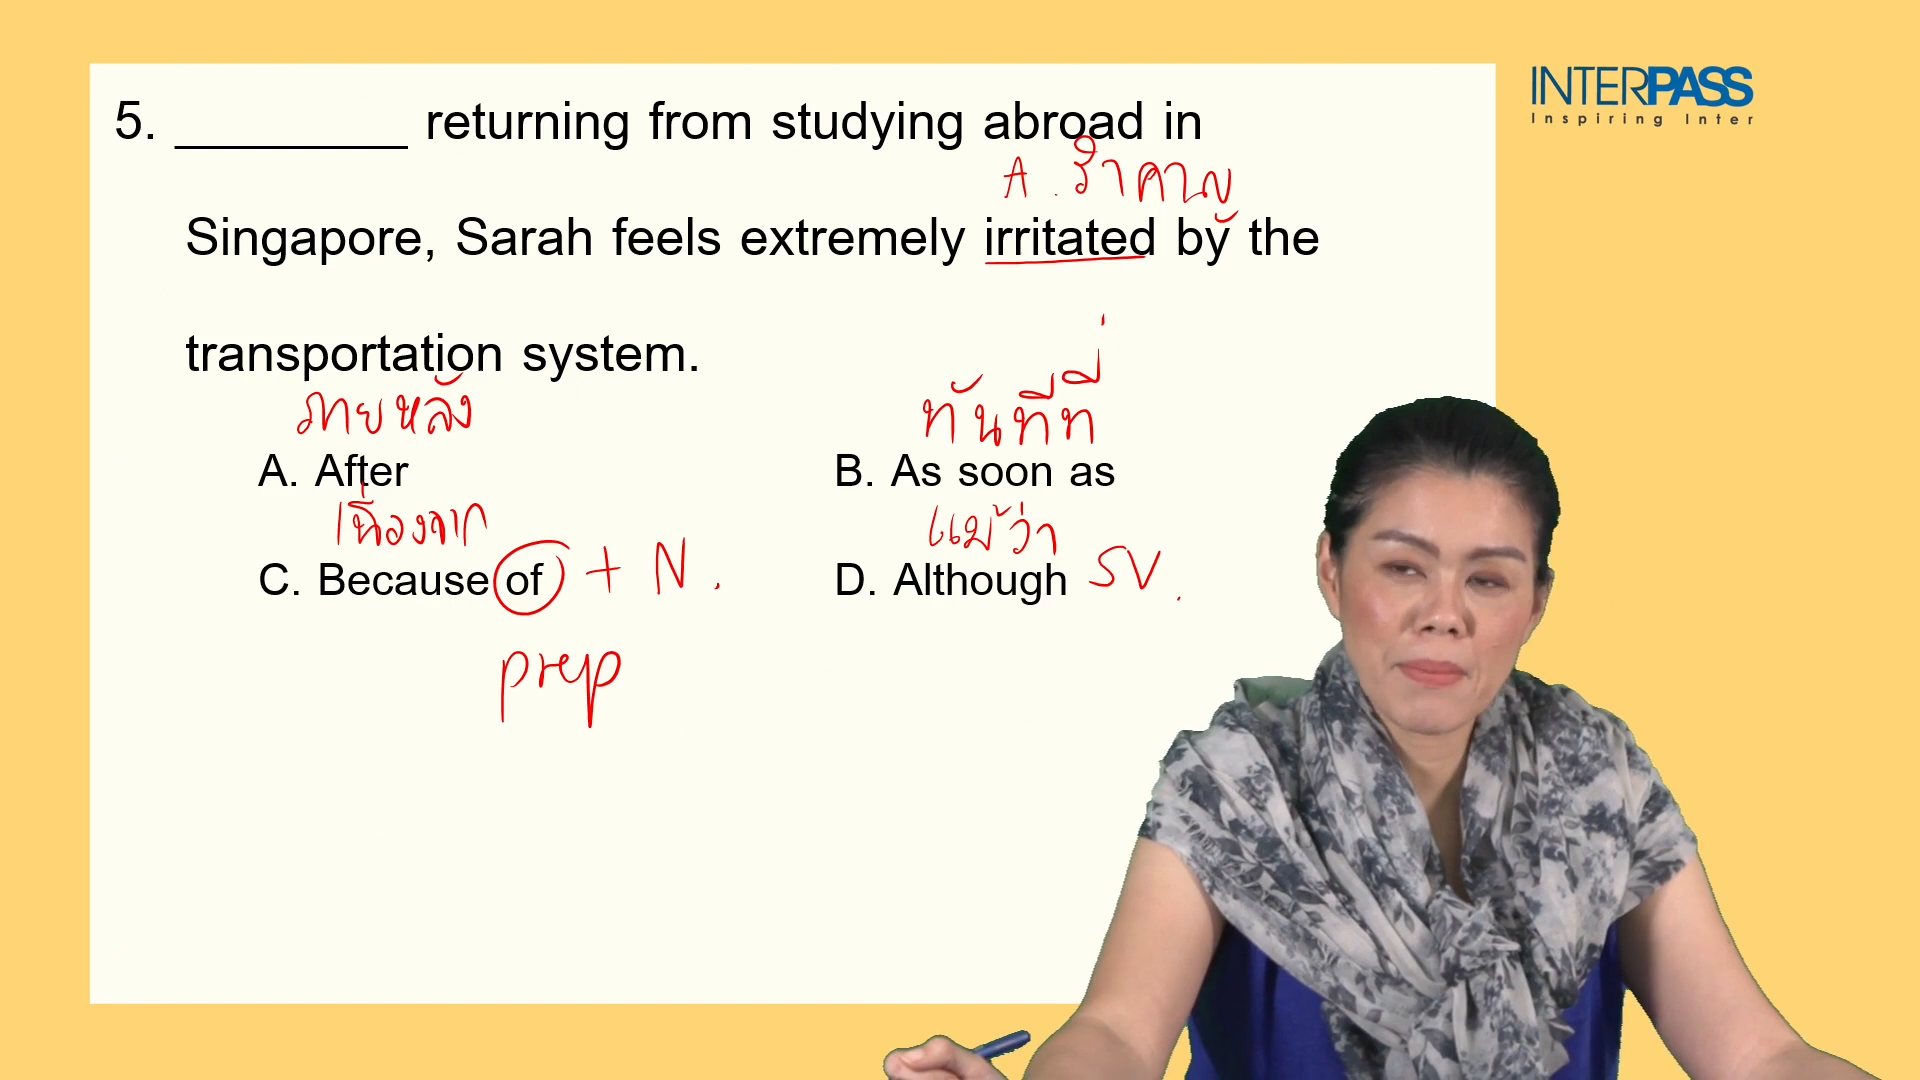 INTERPASS
Inspiring Inter
5. _________ returning from studying abroad in
A. รำคาญ
Singapore, Sarah feels extremely irritated by the
transportation system.
ภายหลัง
ทันทีที่
A. After
B. As soon as
เนื่องจาก
แม้ว่า
C. Because of + N.
D. Although SV.
prep